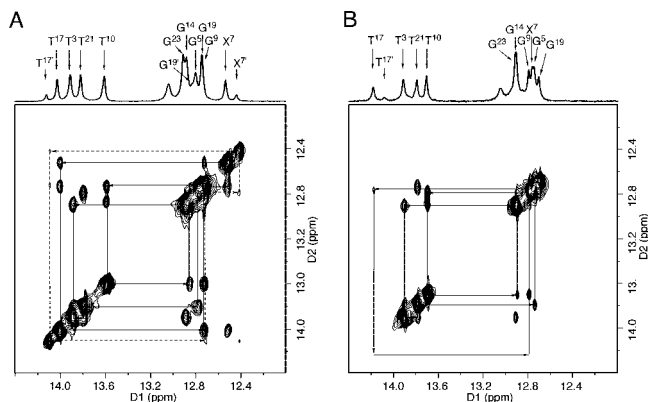 A
G14 G19
T17 T3 T21 T10 G23 G5 G9 X7
T17' G19' X7'
12.4
12.8
13.2
13.0
14.0
D2 (ppm)
14.0 13.6 13.2 12.8 12.4
D1 (ppm)
B
G14 X7
T17 T3 T21 T10 G9 G5
T17' G23 G19
12.4
12.8
13.2
13.0
14.0
D2 (ppm)
14.0 13.6 13.2 12.8 12.4
D1 (ppm)